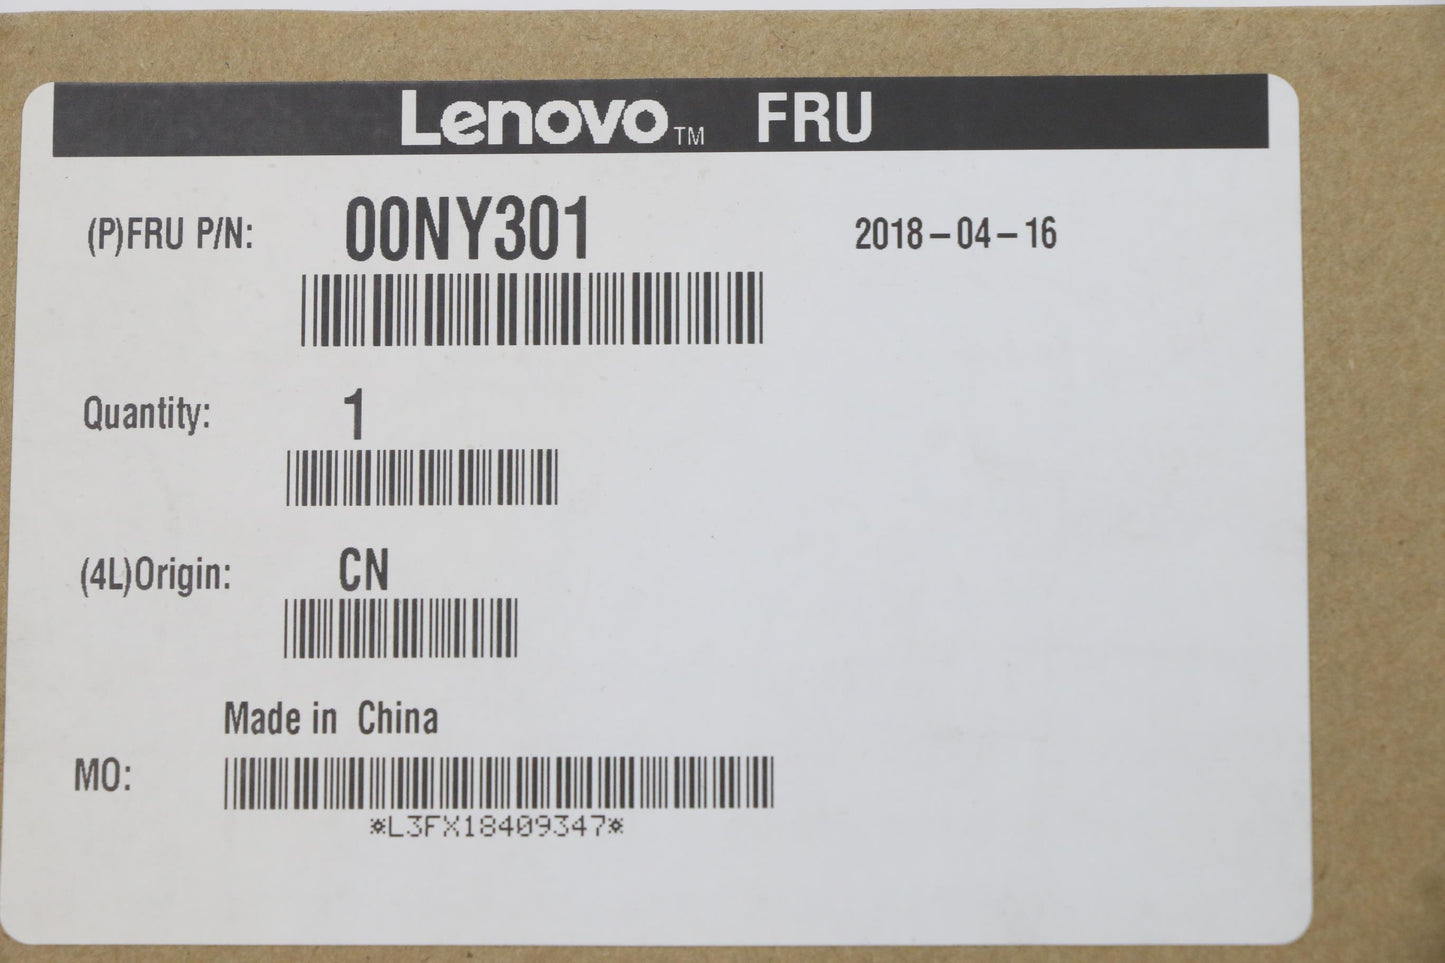 Lenovo™ FRU
(P)FRU P/N: 00NY301 2018-04-16
Quantity: 1
(4L)Origin: CN
Made in China
MO:
*L3FX18409347*